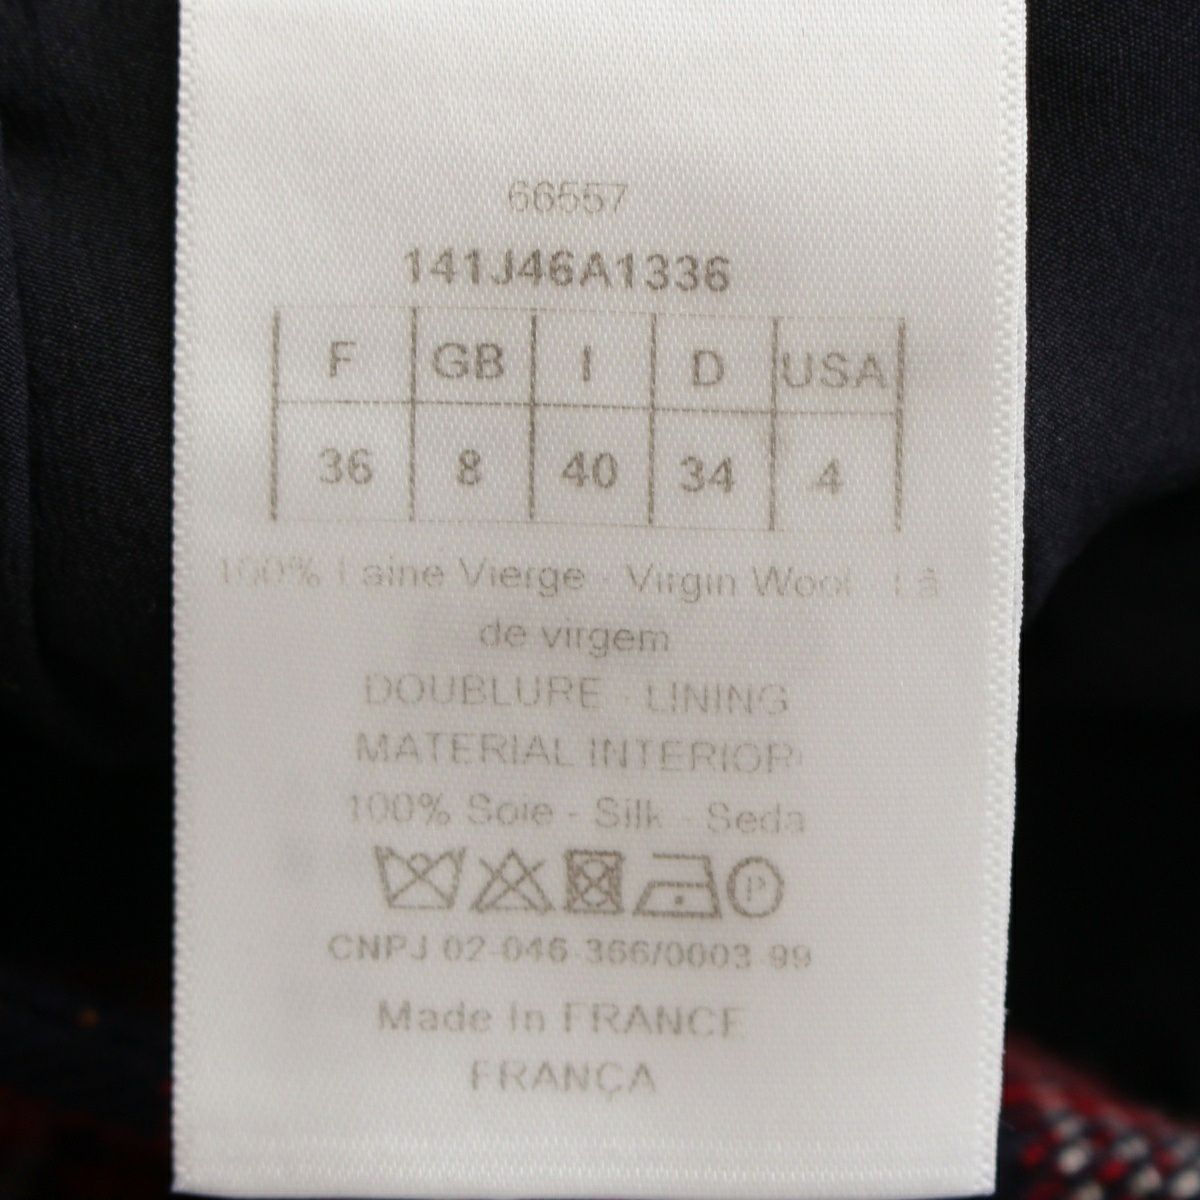 66557
141J46A1336
F GB I D USA
36 8 40 34 4
100% Laine Vierge - Virgin Wool - Lã
de virgem
DOUBLURE - LINING
MATERIAL INTERIOR
100% Soie - Silk - Seda
P
CNPJ 02-046-366/0003-99
Made In FRANCE
FRANÇA